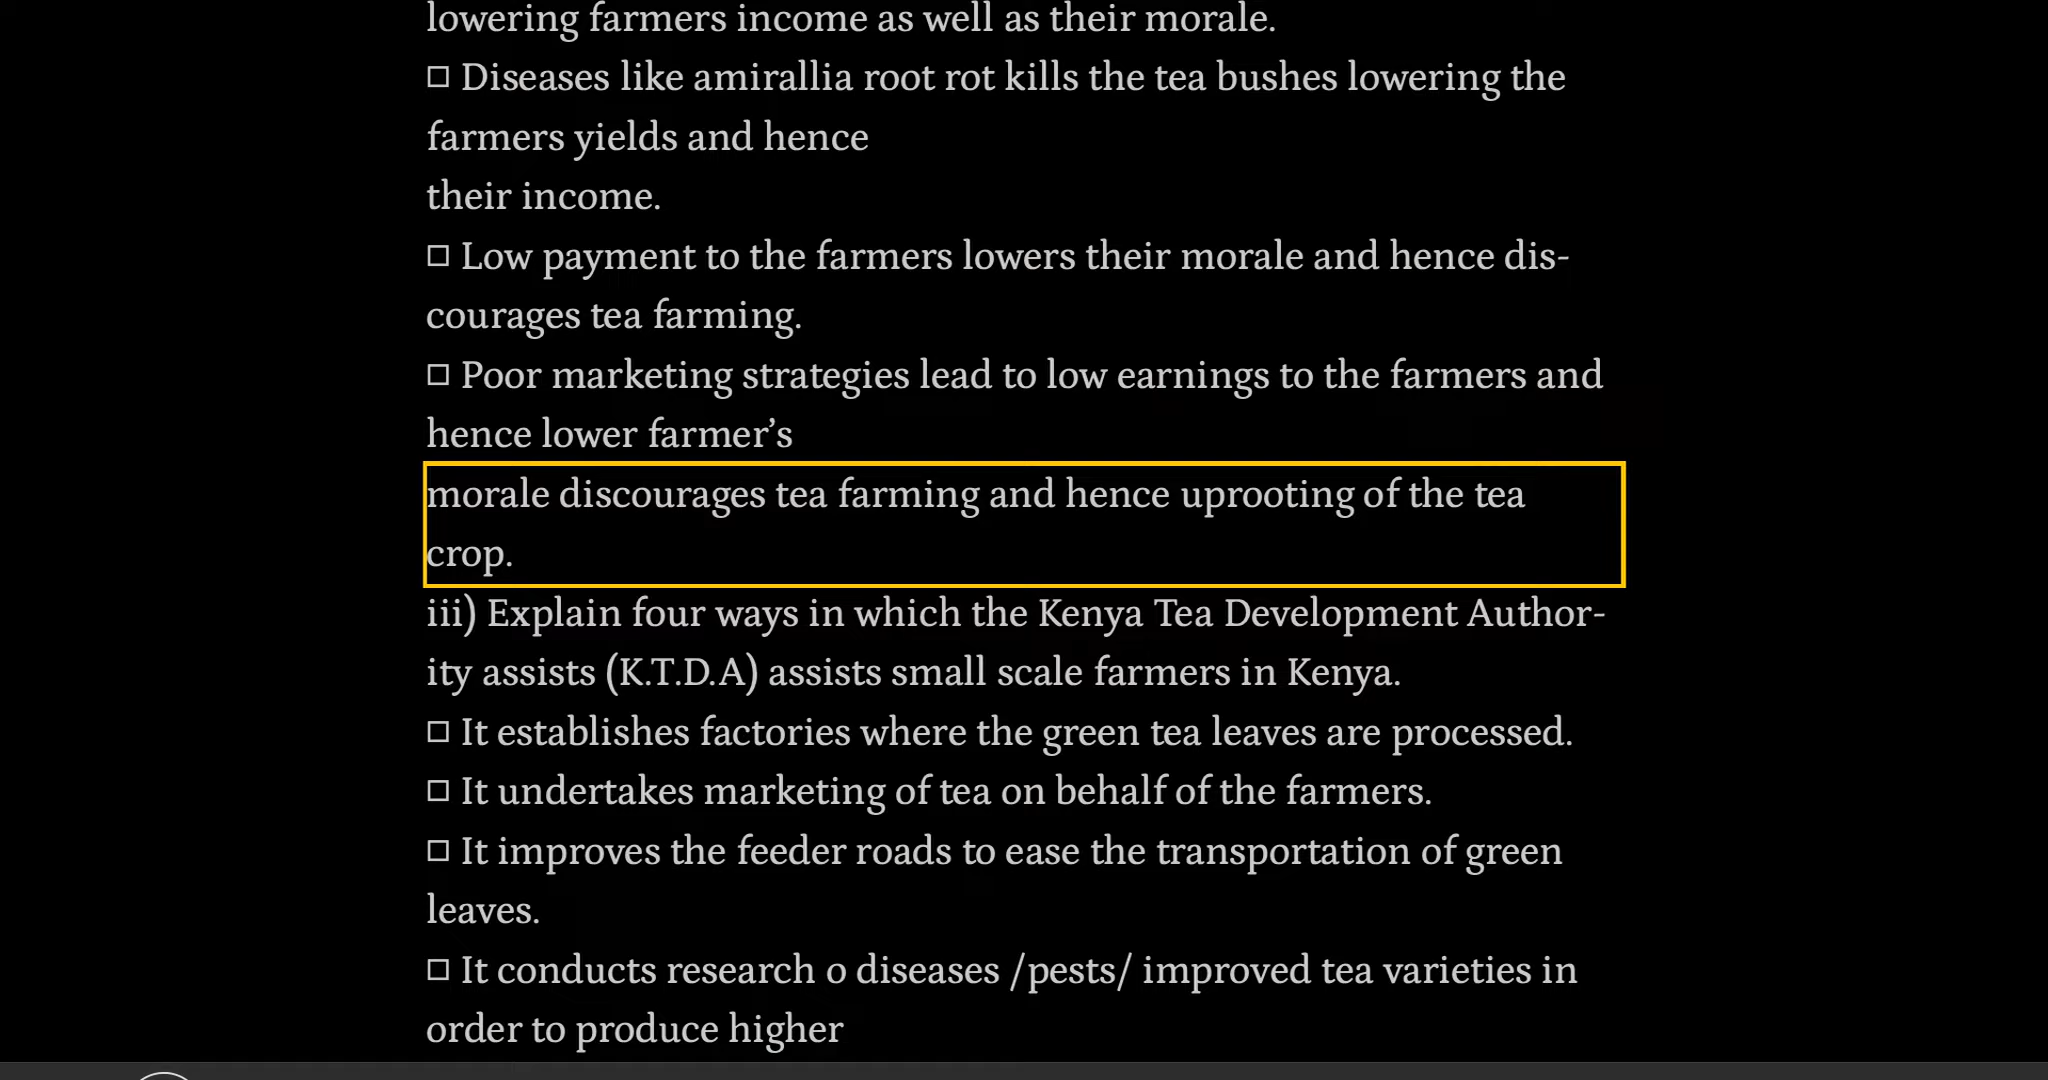 lowering farmers income as well as their morale.
□ Diseases like amirallia root rot kills the tea bushes lowering the
farmers yields and hence
their income.
□ Low payment to the farmers lowers their morale and hence dis-
courages tea farming.
□ Poor marketing strategies lead to low earnings to the farmers and
hence lower farmer’s
morale discourages tea farming and hence uprooting of the tea
crop.
iii) Explain four ways in which the Kenya Tea Development Author-
ity assists (K.T.D.A) assists small scale farmers in Kenya.
□ It establishes factories where the green tea leaves are processed.
□ It undertakes marketing of tea on behalf of the farmers.
□ It improves the feeder roads to ease the transportation of green
leaves.
□ It conducts research o diseases /pests/ improved tea varieties in
order to produce higher